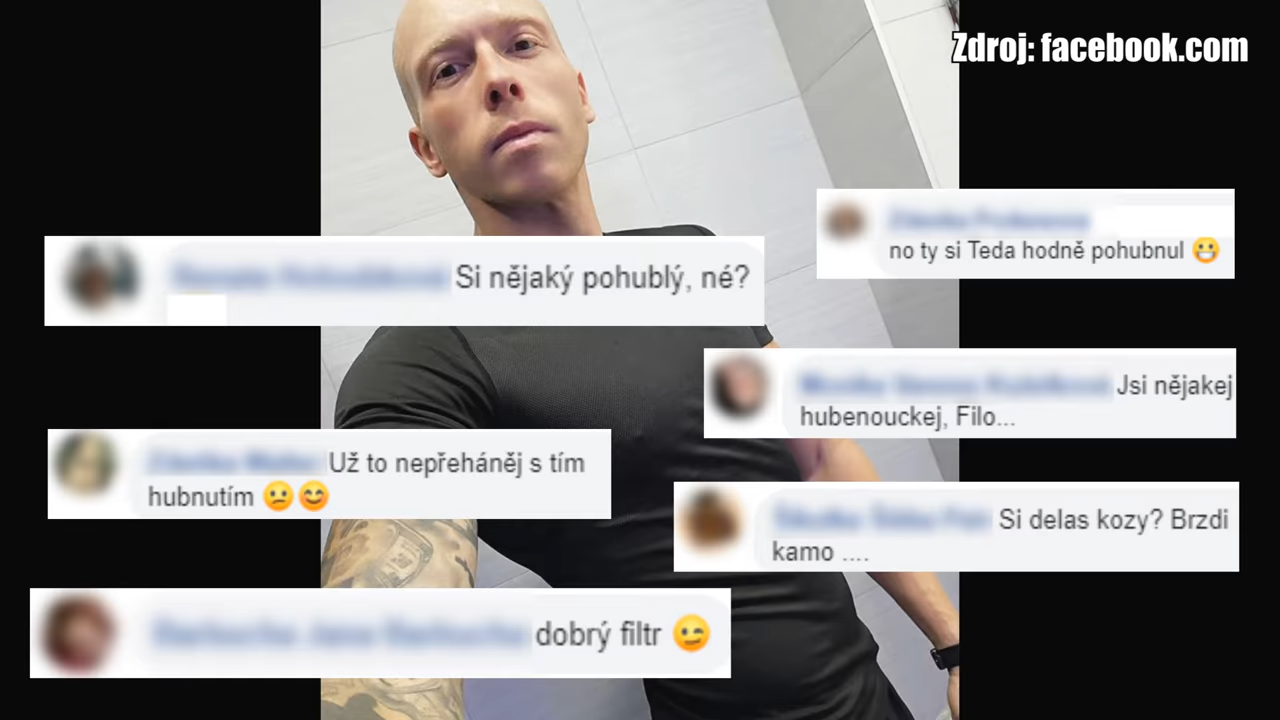 Zdroj: facebook.com
no ty si Teda hodně pohubnul 😬
Si nějaký pohublý, né?
Jsi nějakej
hubenouckej, Filo...
Už to nepřeháněj s tím
hubnutím 😕😊
Si delas kozy? Brzdi
kamo ....
dobrý filtr 😉